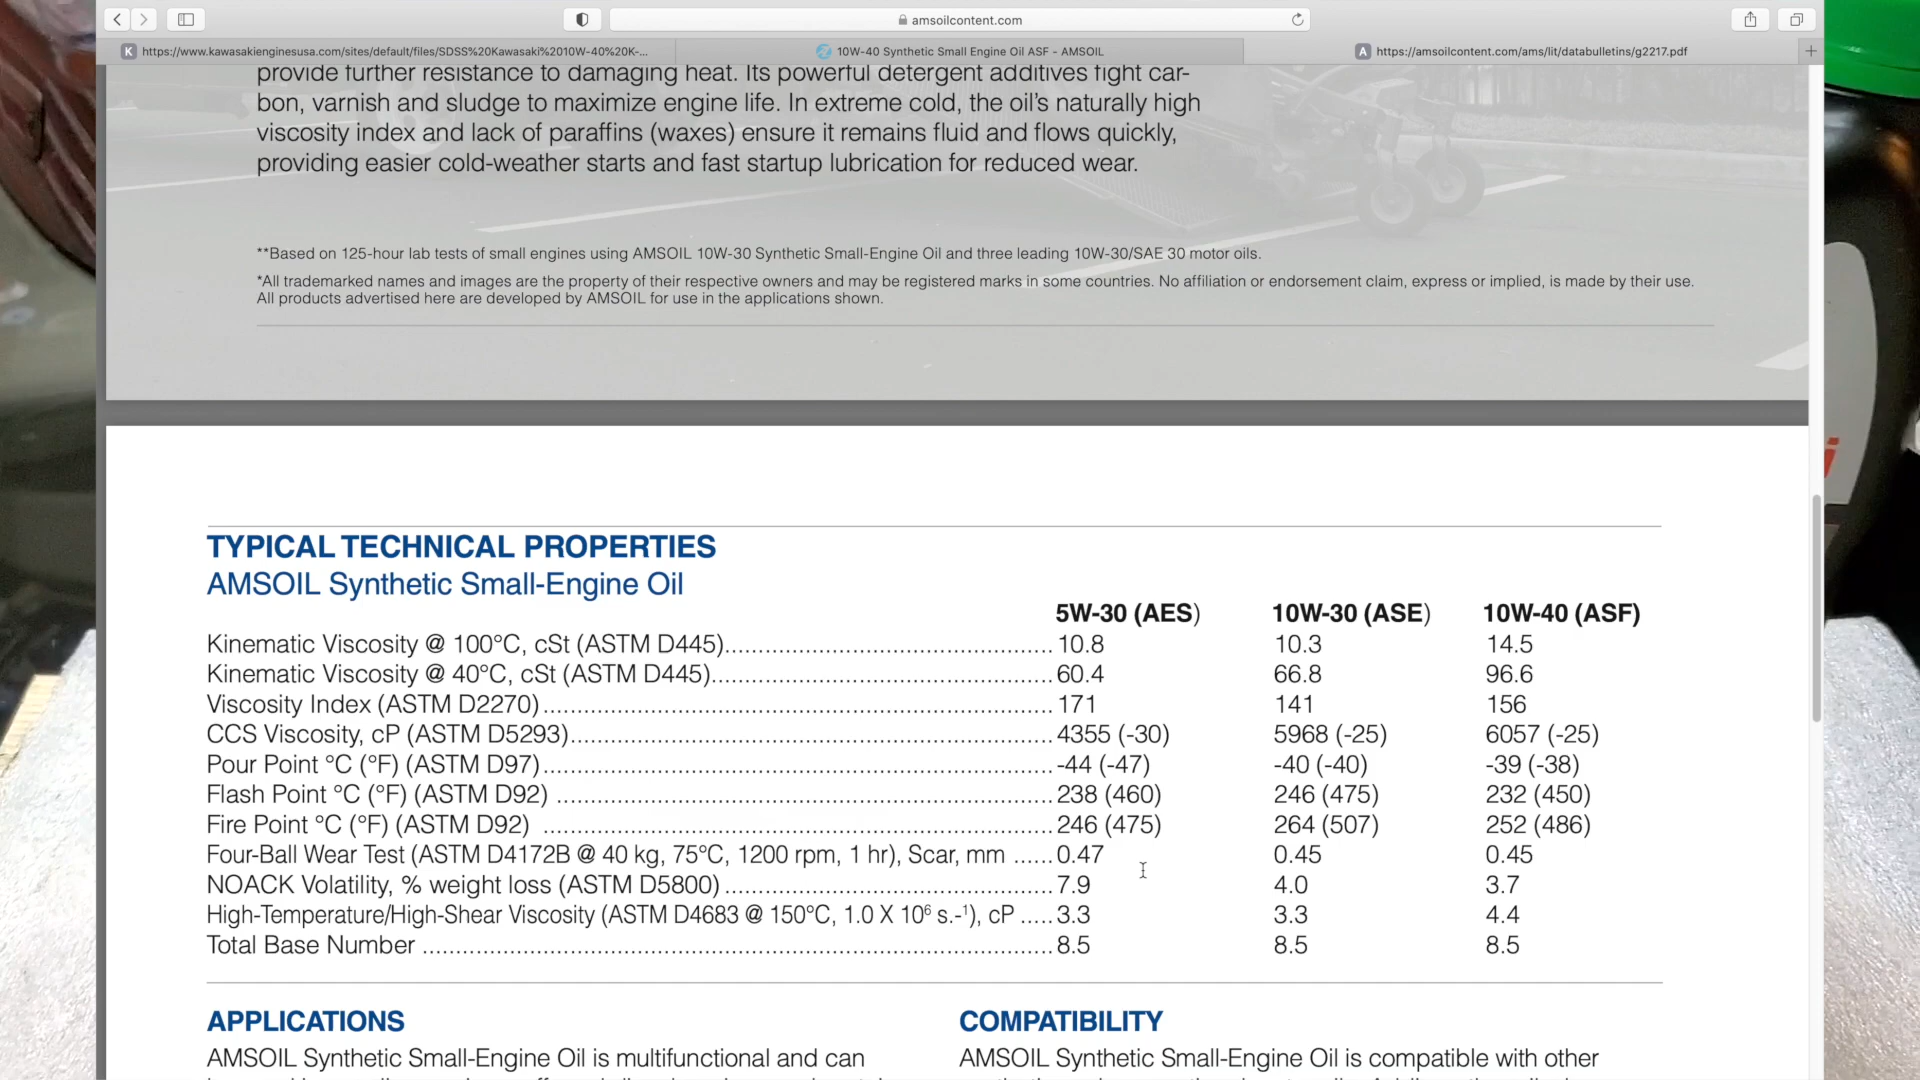 amsoilcontent.com
K https://www.kawasakienginesusa.com/sites/default/files/SDSS%20Kawasaki%2010W-40%20K-...
10W-40 Synthetic Small Engine Oil ASF - AMSOIL
A https://amsoilcontent.com/ams/lit/databulletins/g2217.pdf
provide further resistance to damaging heat. Its powerful detergent additives fight car-
bon, varnish and sludge to maximize engine life. In extreme cold, the oil's naturally high
viscosity index and lack of paraffins (waxes) ensure it remains fluid and flows quickly,
providing easier cold-weather starts and fast startup lubrication for reduced wear.
**Based on 125-hour lab tests of small engines using AMSOIL 10W-30 Synthetic Small-Engine Oil and three leading 10W-30/SAE 30 motor oils.
*All trademarked names and images are the property of their respective owners and may be registered marks in some countries. No affiliation or endorsement claim, express or implied, is made by their use.
All products advertised here are developed by AMSOIL for use in the applications shown.
TYPICAL TECHNICAL PROPERTIES
AMSOIL Synthetic Small-Engine Oil
5W-30 (AES) 10W-30 (ASE) 10W-40 (ASF)
Kinematic Viscosity @ 100°C, cSt (ASTM D445) 10.8 10.3 14.5
Kinematic Viscosity @ 40°C, cSt (ASTM D445) 60.4 66.8 96.6
Viscosity Index (ASTM D2270) 171 141 156
CCS Viscosity, cP (ASTM D5293) 4355 (-30) 5968 (-25) 6057 (-25)
Pour Point °C (°F) (ASTM D97) -44 (-47) -40 (-40) -39 (-38)
Flash Point °C (°F) (ASTM D92) 238 (460) 246 (475) 232 (450)
Fire Point °C (°F) (ASTM D92) 246 (475) 264 (507) 252 (486)
Four-Ball Wear Test (ASTM D4172B @ 40 kg, 75°C, 1200 rpm, 1 hr), Scar, mm 0.47 0.45 0.45
NOACK Volatility, % weight loss (ASTM D5800) 7.9 4.0 3.7
High-Temperature/High-Shear Viscosity (ASTM D4683 @ 150°C, 1.0 X 10⁶ s.-¹), cP 3.3 3.3 4.4
Total Base Number 8.5 8.5 8.5
APPLICATIONS
AMSOIL Synthetic Small-Engine Oil is multifunctional and can
COMPATIBILITY
AMSOIL Synthetic Small-Engine Oil is compatible with other